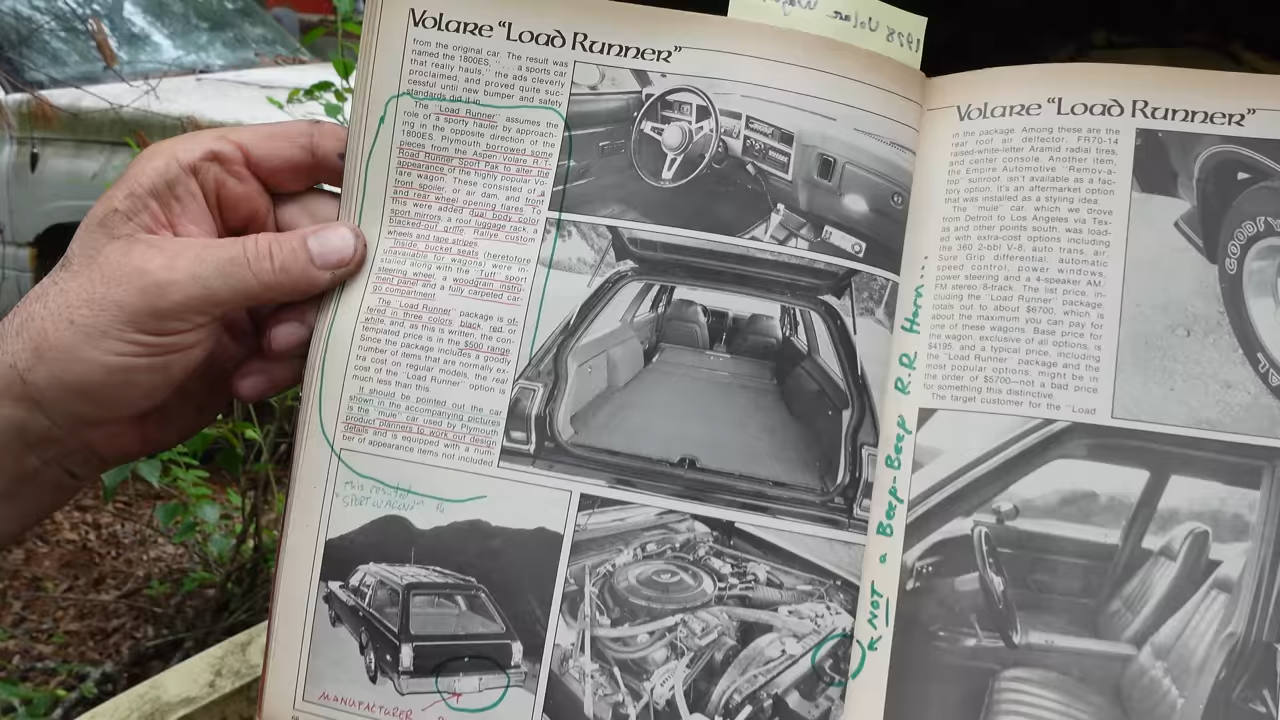 1978 Volare Wagon
Volare "Load Runner"
from the original car. The result was
named the 1800ES, ". . . a sports car
that really hauls," the ads cleverly
proclaimed, and proved quite suc-
cessful until new bumper and safety
standards did it in.
The "Load Runner" assumes the
role of a sporty hauler by approach-
ing in the opposite direction of the
1800ES. Plymouth borrowed some
pieces from the Aspen/Volare R/T-
Road Runner Sport Pak to alter the
appearance of the highly popular Vo-
lare wagon. These consisted of a
front spoiler, or air dam, and front
and rear wheel opening flares. To
this were added dual body color
sport mirrors, a roof luggage rack, a
blacked-out grille, Rallye custom
wheels and tape stripes.
Inside, bucket seats (heretofore
unavailable for wagons) were in-
stalled along with the "Tuff" sport
steering wheel, a woodgrain instru-
ment panel and a fully carpeted car-
go compartment.
The "Load Runner" package is of-
fered in three colors, black, red, or
white, and, as this is written, the con-
templated price is in the $500 range.
Since the package includes a goodly
number of items that are normally ex-
tra cost on regular models, the real
cost of the "Load Runner" option is
much less than this.
It should be pointed out the car
shown in the accompanying pictures
is the "mule" car used by Plymouth
product planners to work out design
details and is equipped with a num-
ber of appearance items not included
This resulted
"SPORT WAGON"
MANUFACTURER
68
Volare "Load Runner"
in the package. Among these are the
rear roof air deflector, FR70-14
raised-white-letter Aramid radial tires,
and center console. Another item,
the Empire Automotive "Remov-a-
top" sunroof, isn't available as a fac-
tory option. It's an aftermarket option
that was installed as a styling idea.
The "mule" car, which we drove
from Detroit to Los Angeles via Tex-
as and other points south, was load-
ed with extra-cost options including
the 360 2-bbl V-8, auto trans, air,
Sure Grip differential, automatic
speed control, power windows,
power steering and a 4-speaker AM/
FM stereo/8-track. The list price, in-
cluding the "Load Runner" package,
totals out to about $6700, which is
about the maximum you can pay for
one of these wagons. Base price for
the wagon, exclusive of all options, is
$4195, and a typical price, including
the "Load Runner" package and the
most popular options, might be in
the order of $5700—not a bad price
for something this distinctive.
The target customer for the "Load
NOT a Beep-Beep R.R Horn...
GOODY